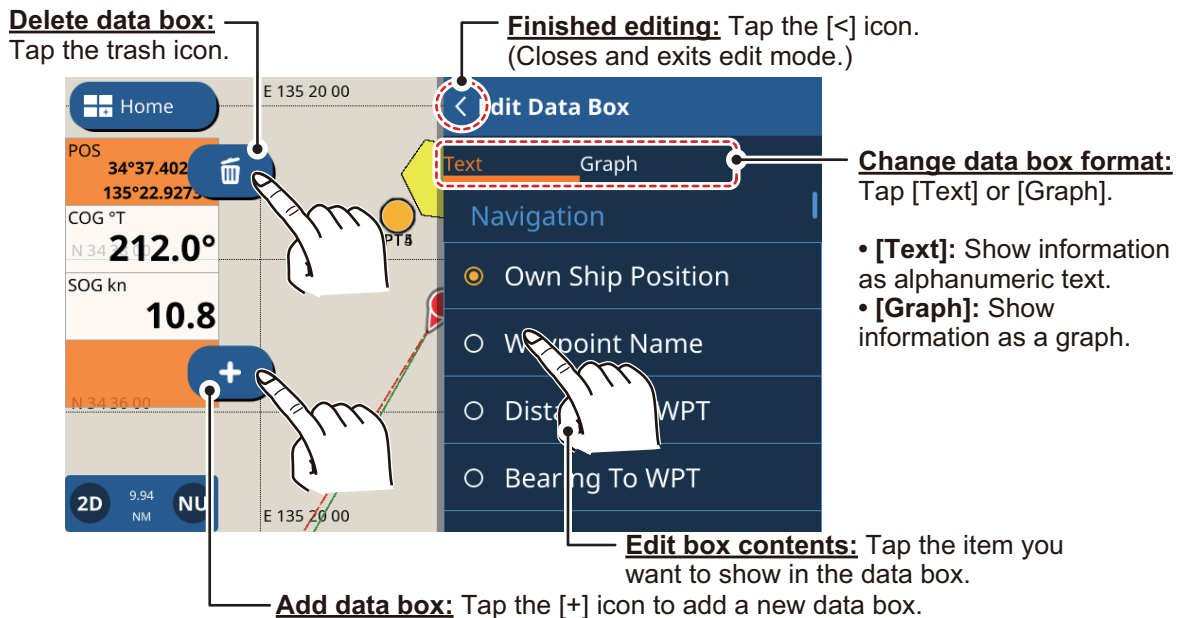 Delete data box:
Tap the trash icon.
Finished editing: Tap the [<] icon.
(Closes and exits edit mode.)
Home
E 135 20 00
Edit Data Box
POS
34°37.402
135°22.9273
Text
Graph
Change data box format:
Tap [Text] or [Graph].
• [Text]: Show information
as alphanumeric text.
• [Graph]: Show
information as a graph.
Navigation
COG °T
212.0°
SOG kn
10.8
Own Ship Position
Waypoint Name
WPT
Bearing To WPT
N 34 36 00
2D
9.94
NM
NU
E 135 20 00
Edit box contents: Tap the item you
want to show in the data box.
Add data box: Tap the [+] icon to add a new data box.